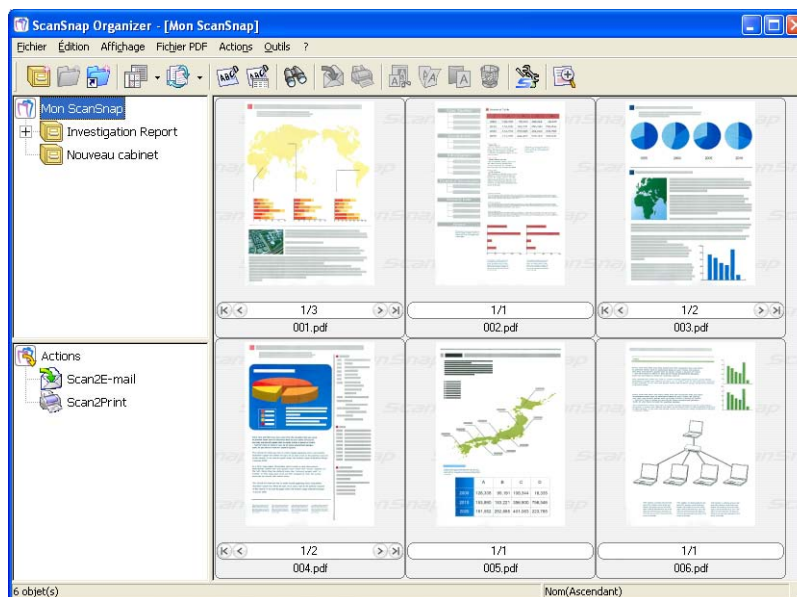 ScanSnap Organizer - [Mon ScanSnap]
Fichier Édition Affichage Fichier PDF Actions Outils ?
Mon ScanSnap
Investigation Report
Nouveau cabinet
1/3
001.pdf
1/1
002.pdf
1/2
003.pdf
Actions
Scan2E-mail
Scan2Print
1/2
004.pdf
1/1
005.pdf
1/1
006.pdf
6 objet(s)
Nom(Ascendant)